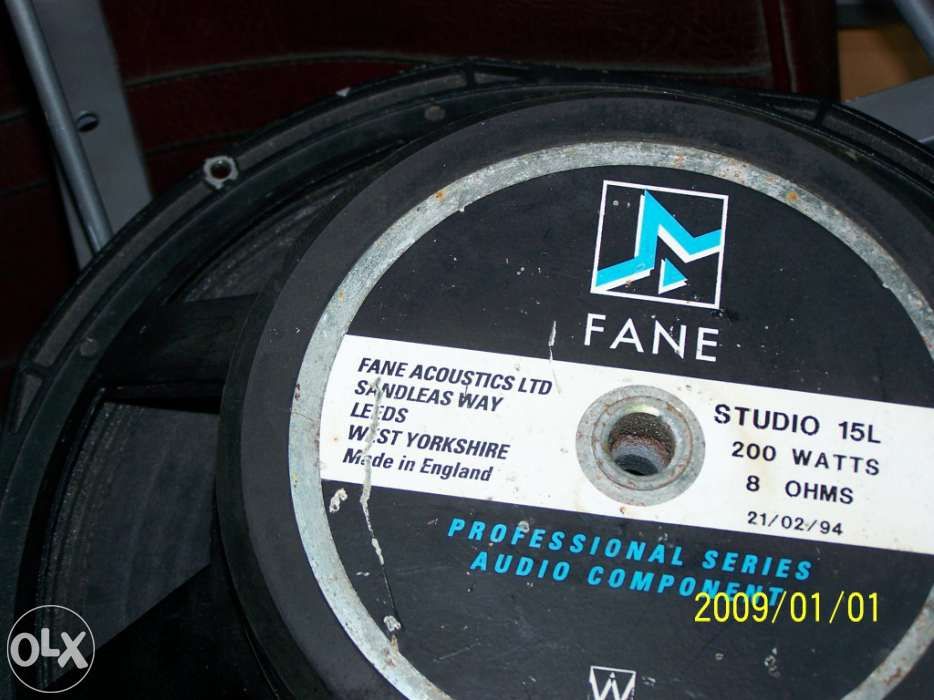 FANE
FANE ACOUSTICS LTD
SANDLEAS WAY
LEEDS
WEST YORKSHIRE
Made in England
STUDIO 15L
200 WATTS
8 OHMS
21/02/94
PROFESSIONAL SERIES
AUDIO COMPONENT
2009/01/01
OLX
W